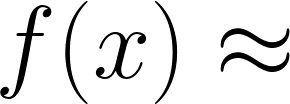 f(x) ≈